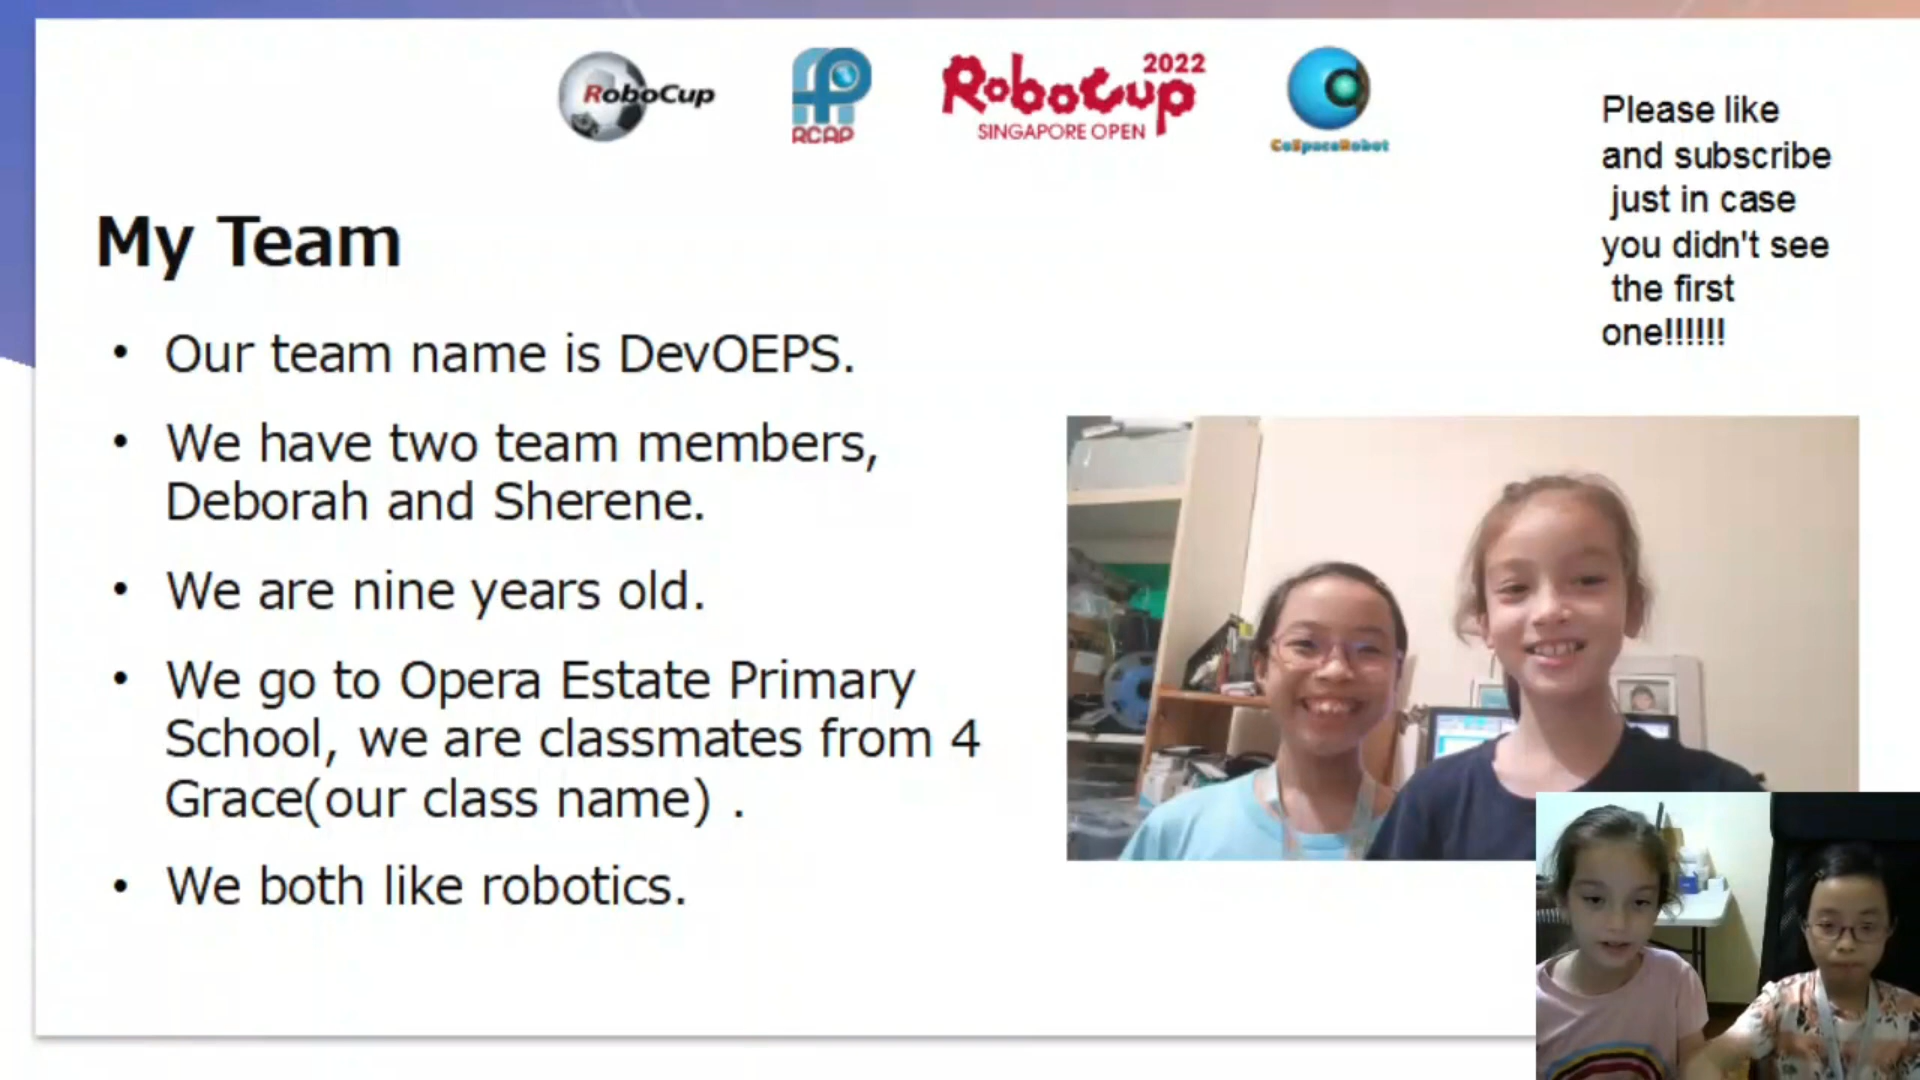 RoboCup
RCAP
RoboCup 2022
SINGAPORE OPEN
CoSpaceRobot
Please like
and subscribe
just in case
you didn't see
the first
one!!!!!!
My Team
• Our team name is DevOEPS.
• We have two team members,
Deborah and Sherene.
• We are nine years old.
• We go to Opera Estate Primary
School, we are classmates from 4
Grace(our class name) .
• We both like robotics.